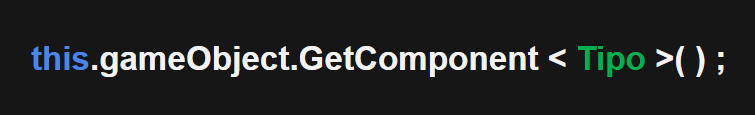 this.gameObject.GetComponent < Tipo >( ) ;